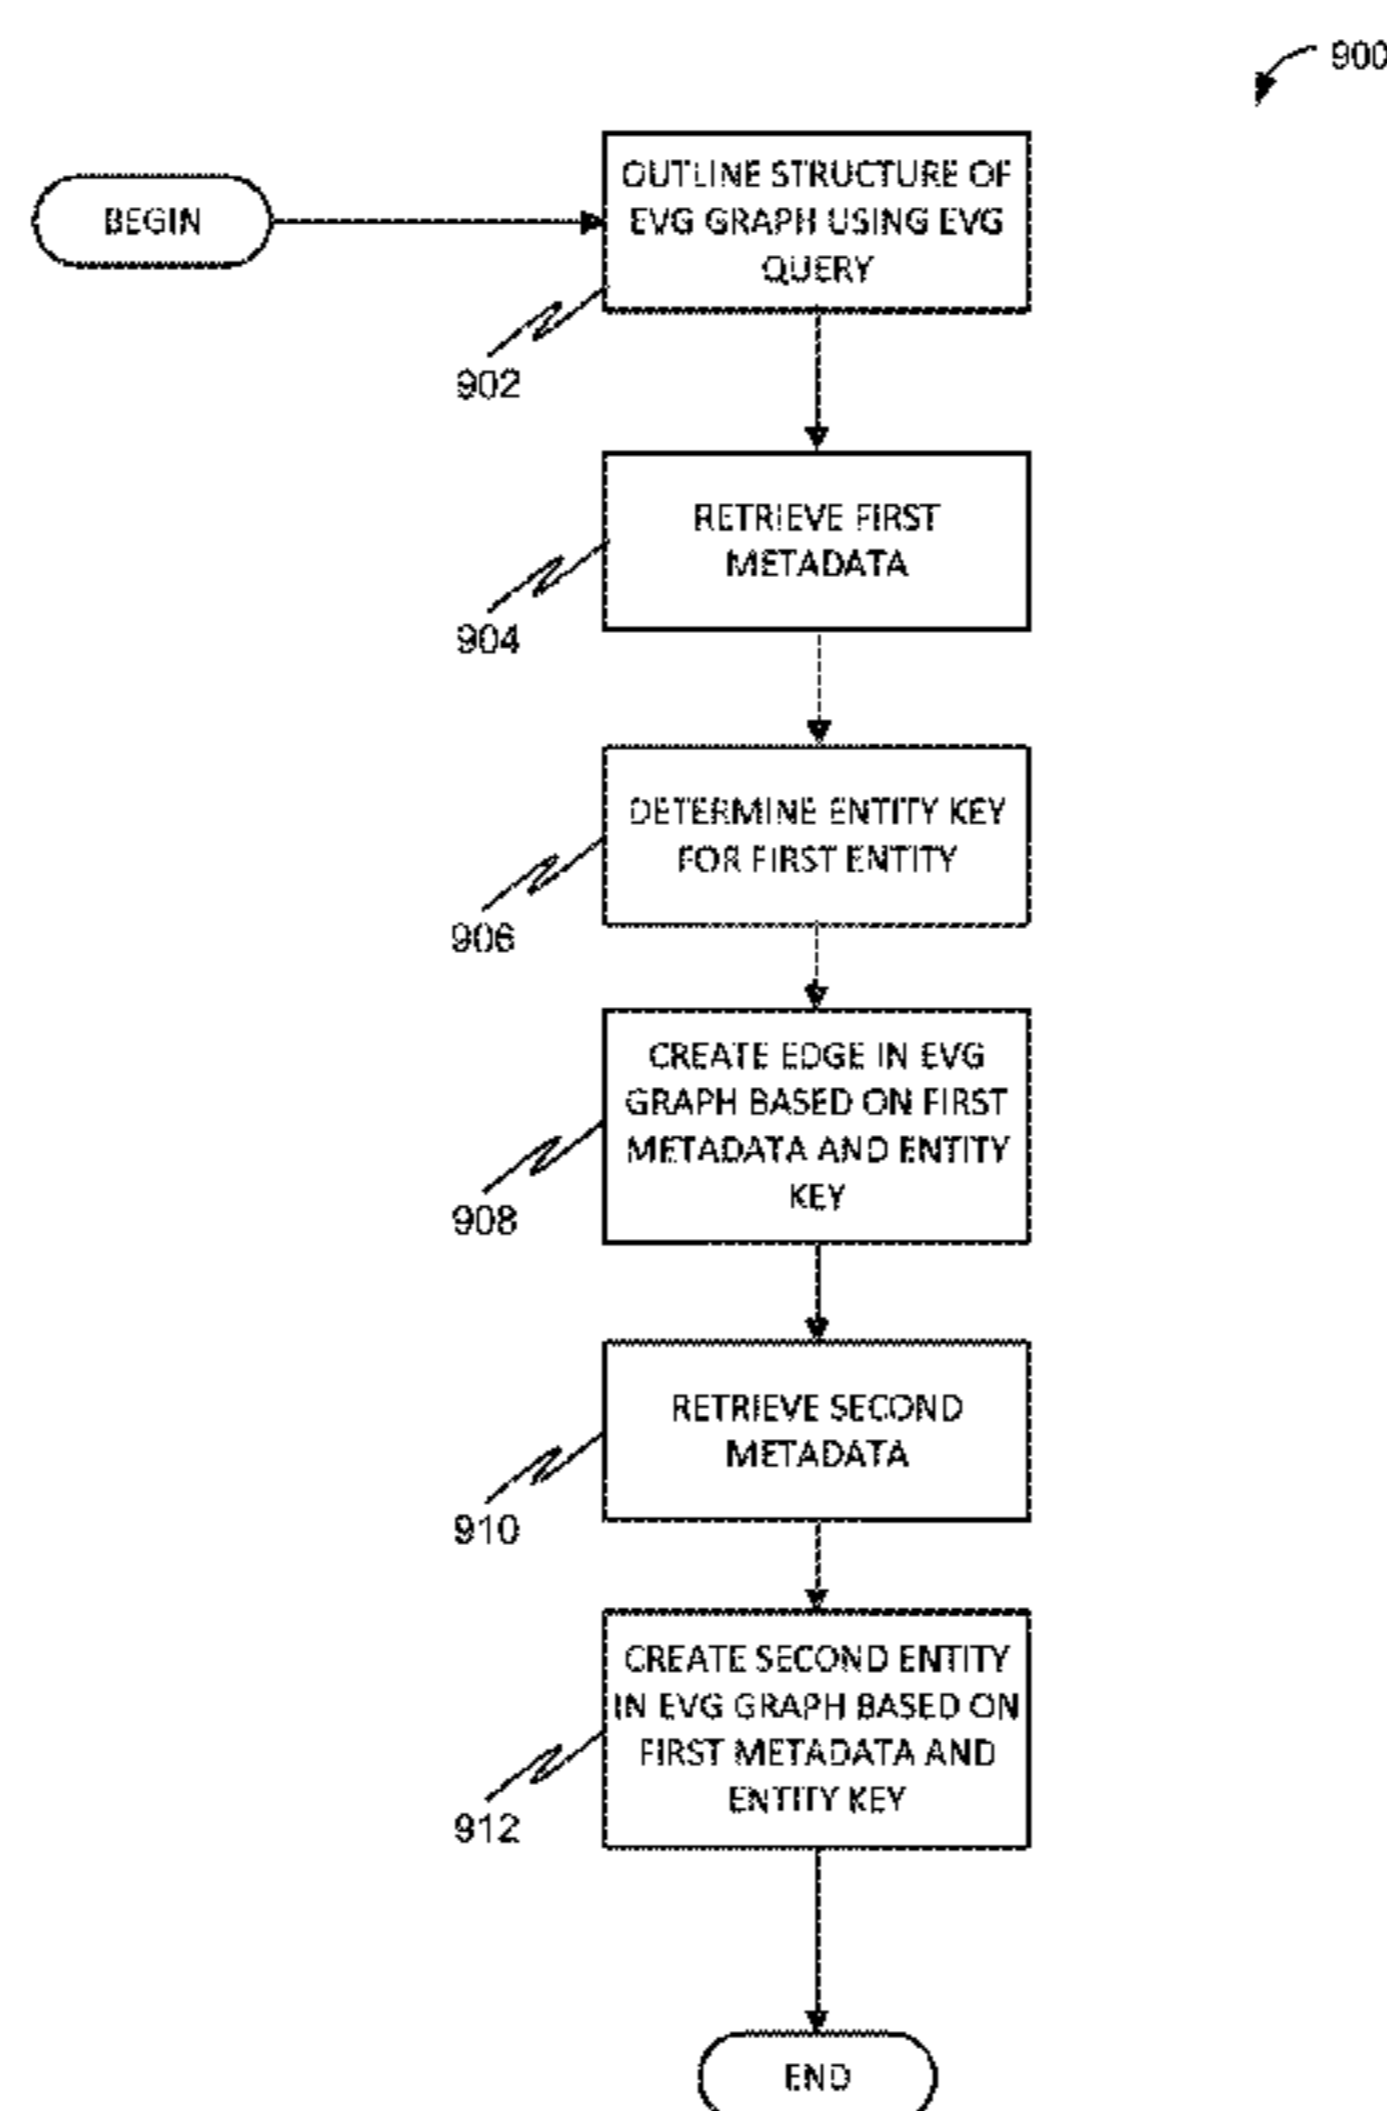 900
BEGIN
OUTLINE STRUCTURE OF
EVG GRAPH USING EVG
QUERY
902
RETRIEVE FIRST
METADATA
904
DETERMINE ENTITY KEY
FOR FIRST ENTITY
906
CREATE EDGE IN EVG
GRAPH BASED ON FIRST
METADATA AND ENTITY
KEY
908
RETRIEVE SECOND
METADATA
910
CREATE SECOND ENTITY
IN EVG GRAPH BASED ON
FIRST METADATA AND
ENTITY KEY
912
END